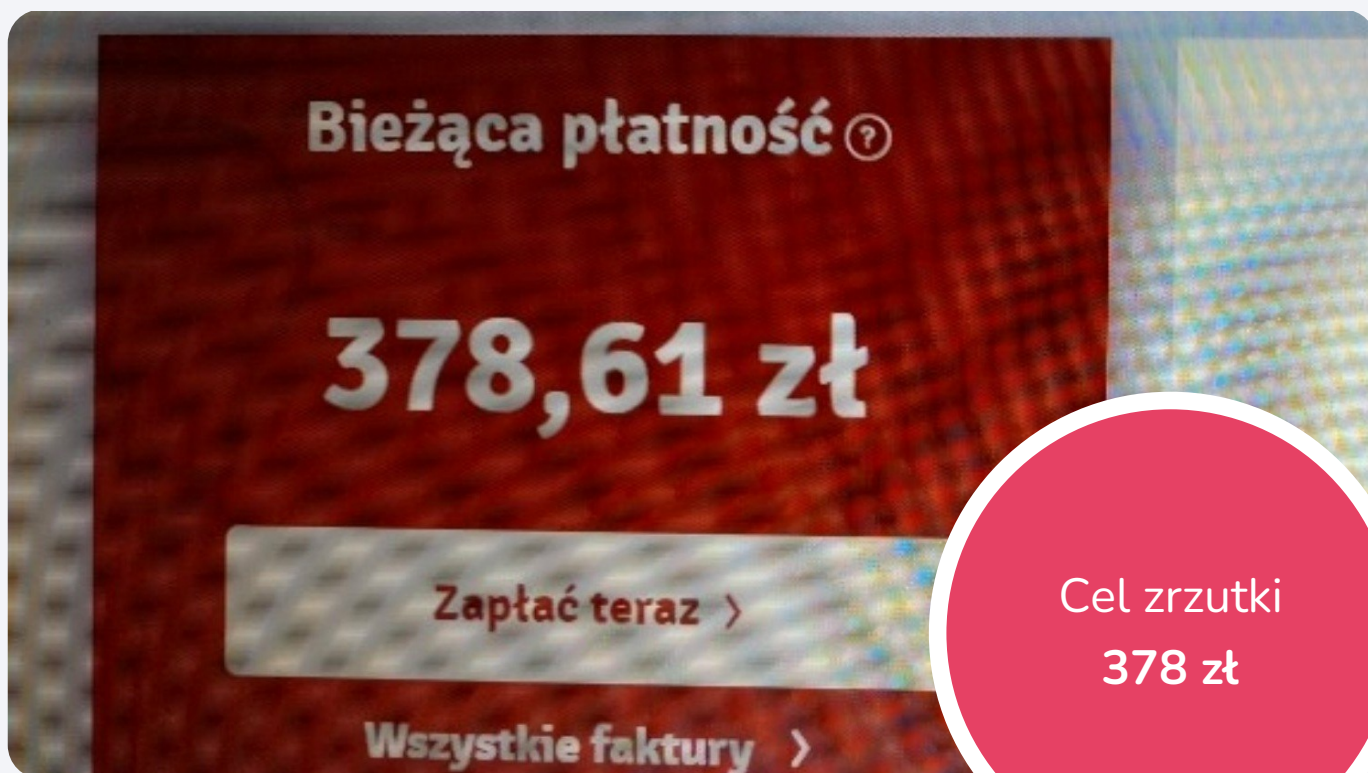 Bieżąca płatność ?
378,61 zł
Zapłać teraz >
Wszystkie faktury >
Cel zrzutki
378 zł